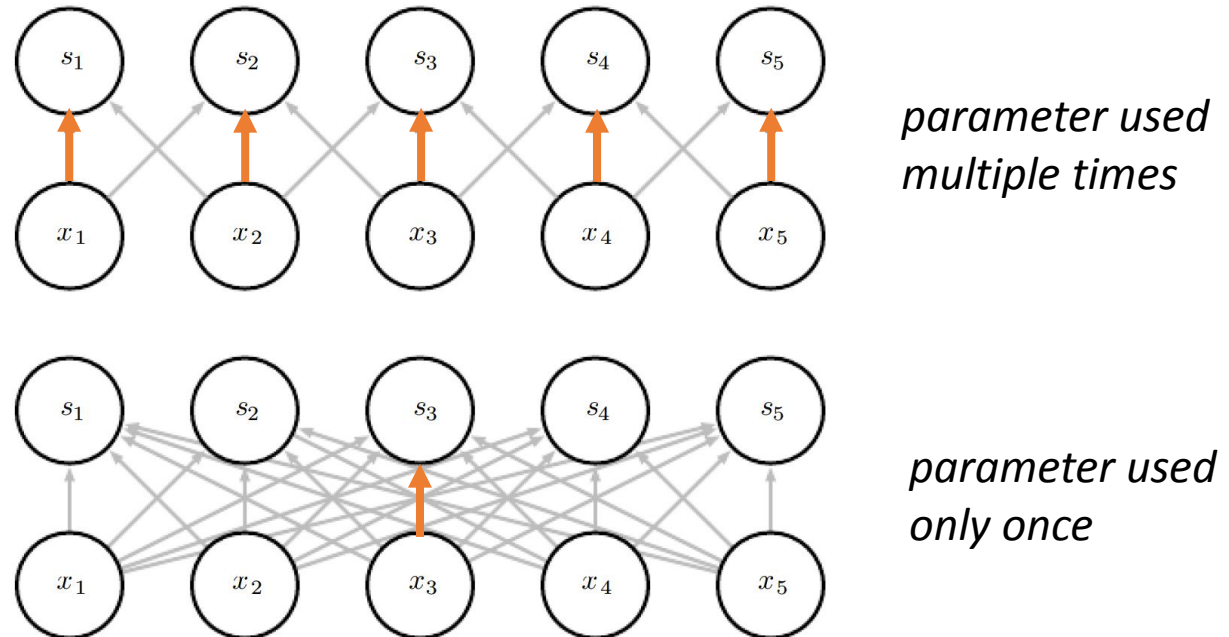 s₁ s₂ s₃ s₄ s₅
parameter used
multiple times
x₁ x₂ x₃ x₄ x₅
s₁ s₂ s₃ s₄ s₅
parameter used
only once
x₁ x₂ x₃ x₄ x₅